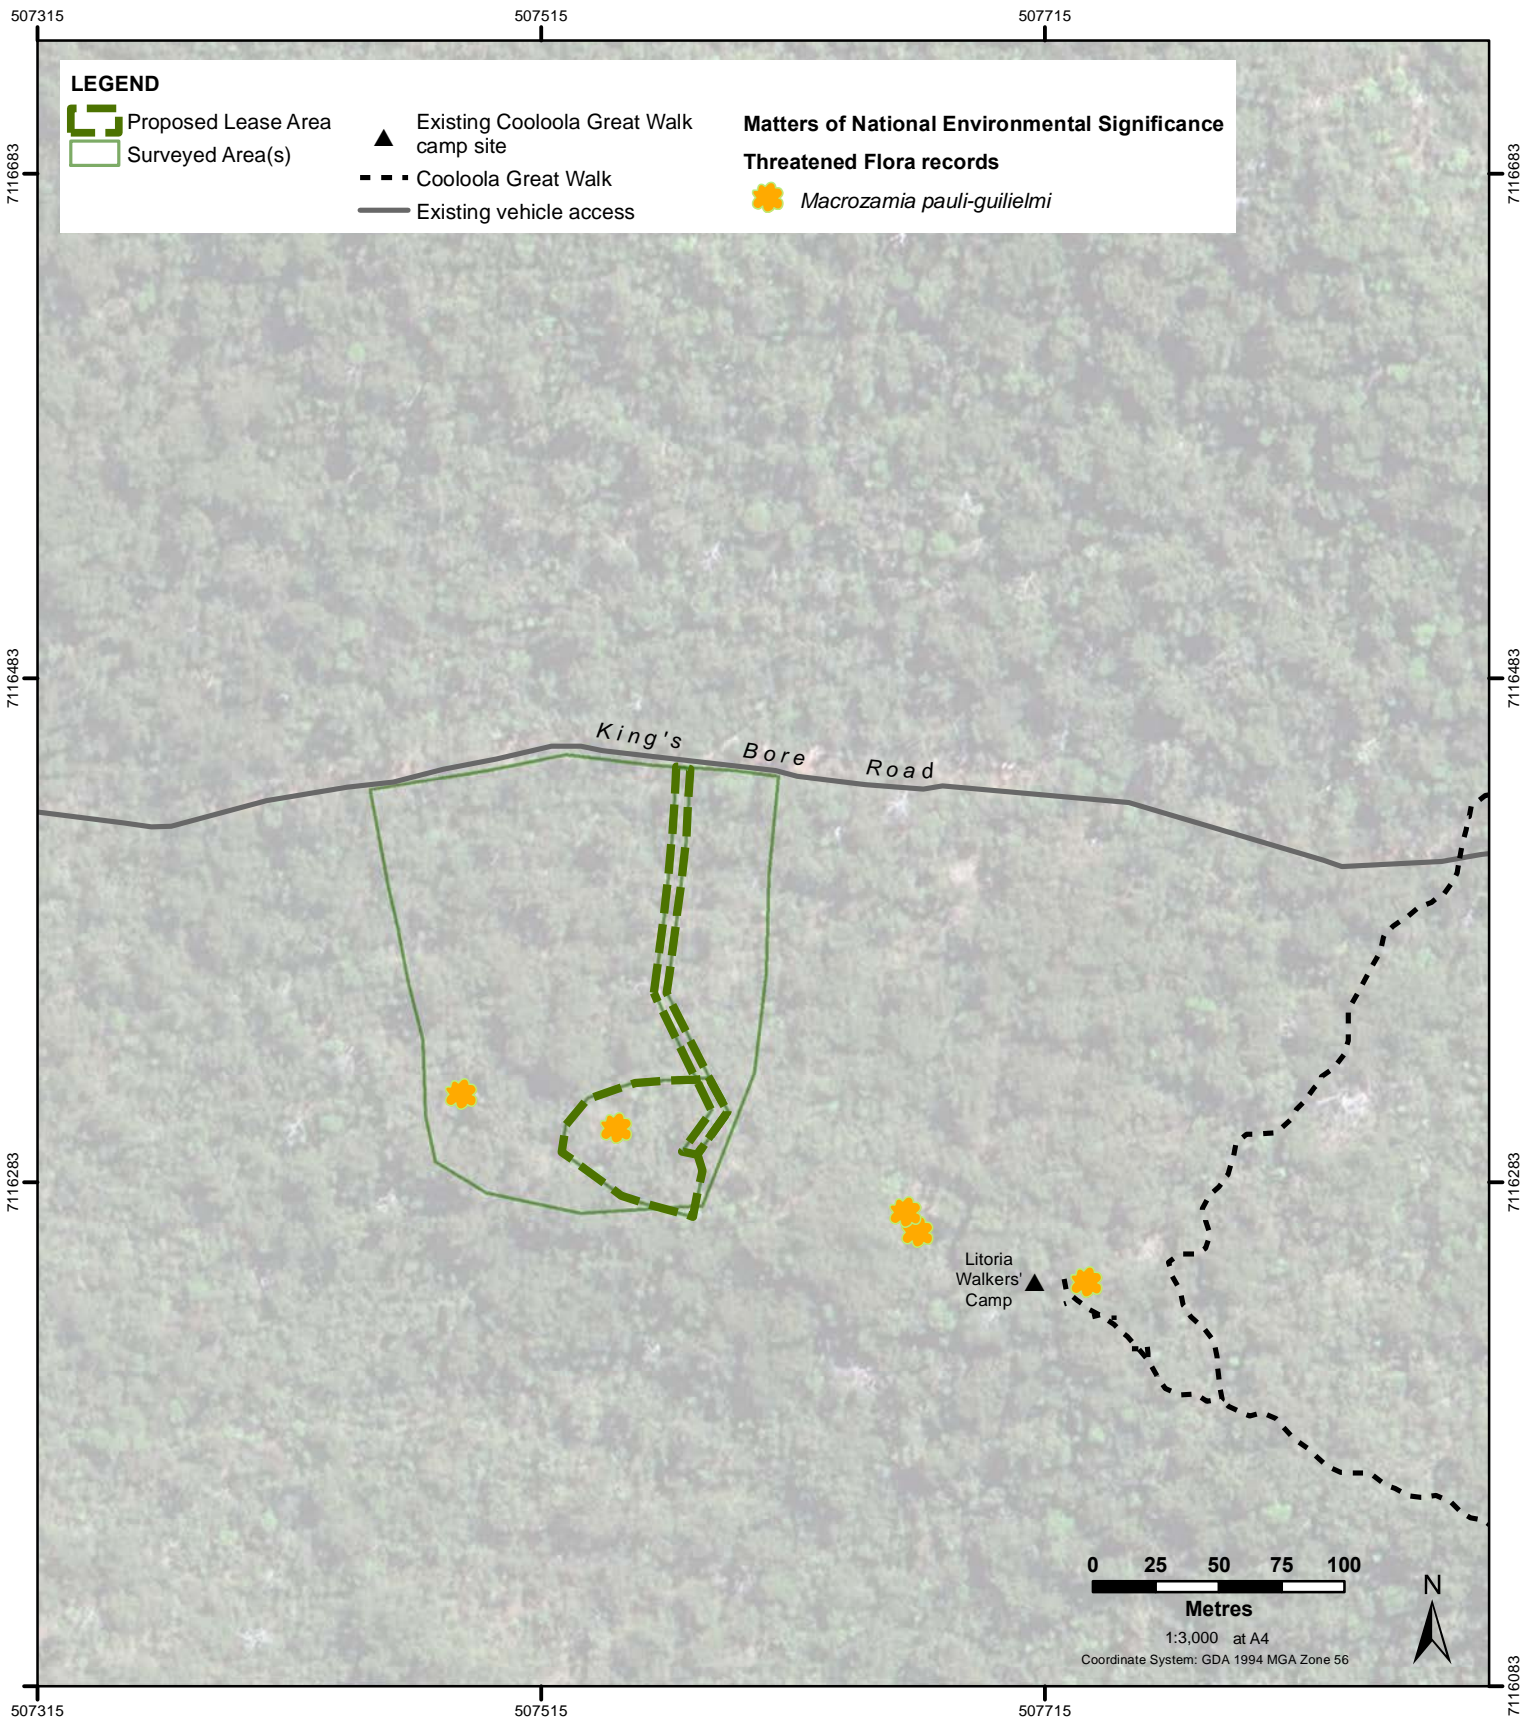 507315
507515
507715
LEGEND
Proposed Lease Area
Surveyed Area(s)
Existing Cooloola Great Walk
camp site
Cooloola Great Walk
Existing vehicle access
Matters of National Environmental Significance
Threatened Flora records
Macrozamia pauli-guilielmi
7116683
7116683
7116483
7116483
King's Bore Road
7116283
7116283
Litoria
Walkers'
Camp
0 25 50 75 100
Metres
1:3,000 at A4
Coordinate System: GDA 1994 MGA Zone 56
N
7116083
507315
507515
507715